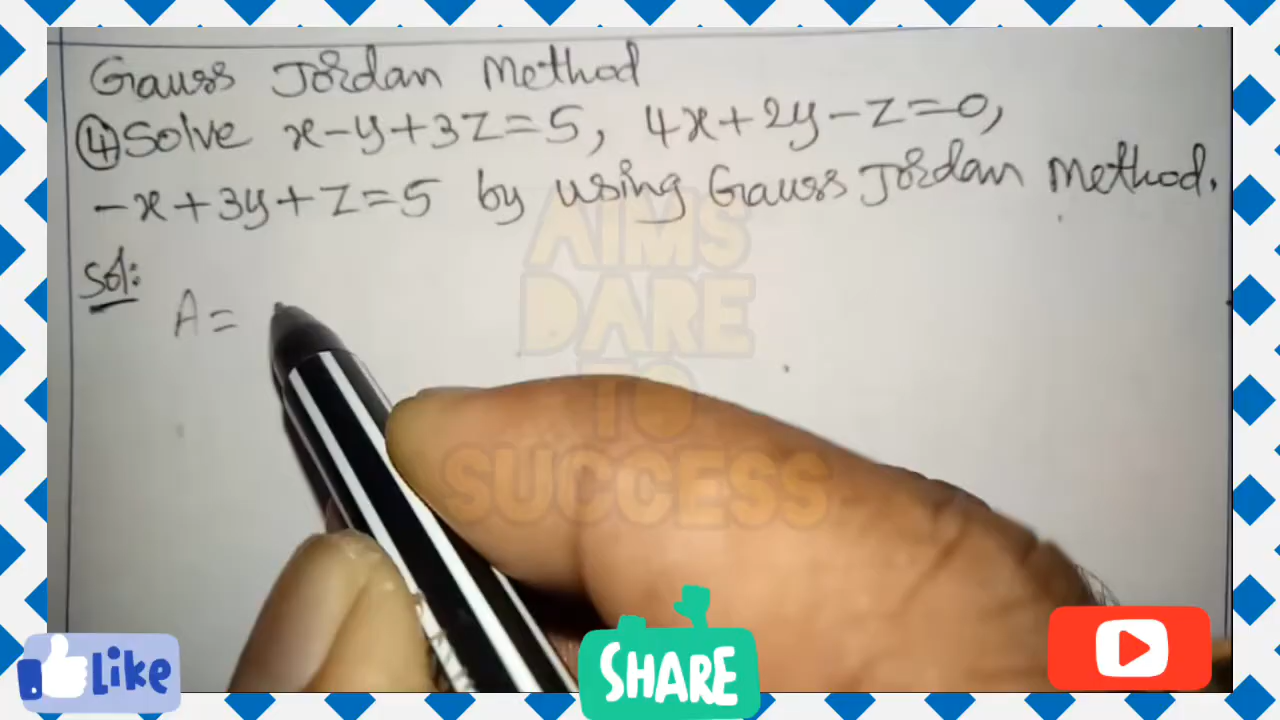 Gauss Jordan Method
④ Solve x-y+3z=5, 4x+2y-z=0,
-x+3y+z=5 by using Gauss Jordan Method.
Sol:
A=
AIMS
DARE
TO
SUCCESS
Like
SHARE